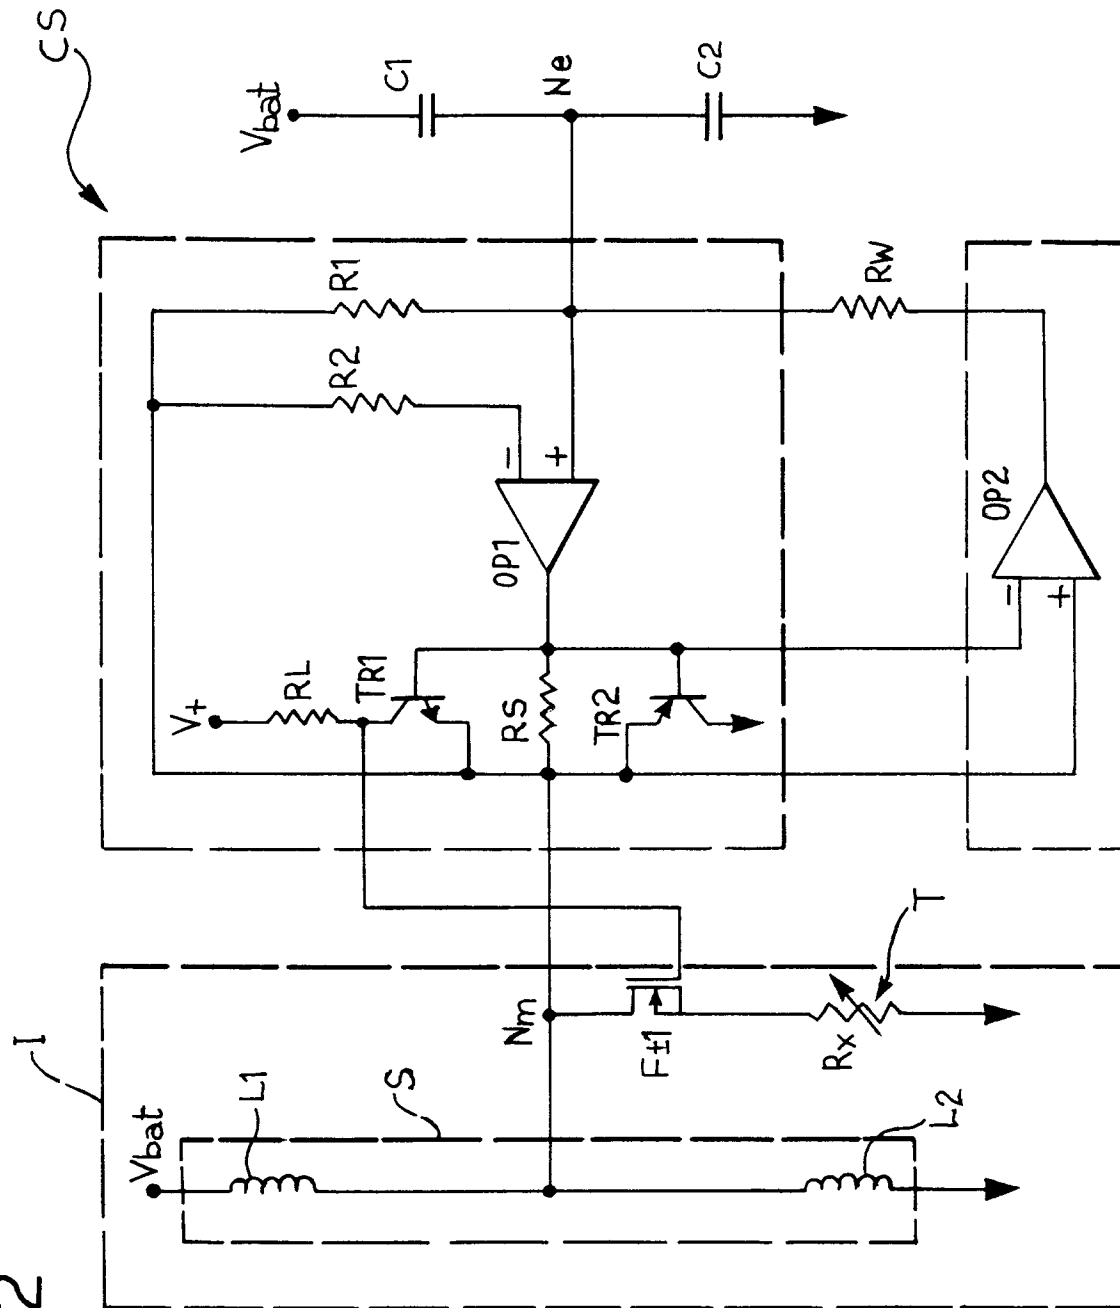 CS
Vbat
C1
Ne
C2
R1
R2
RW
-
+
OP1
OP2
-
+
V+
RL
TR1
RS
TR2
T
Nm
Ft1
Rx
I
Vbat
L1
S
L2
2